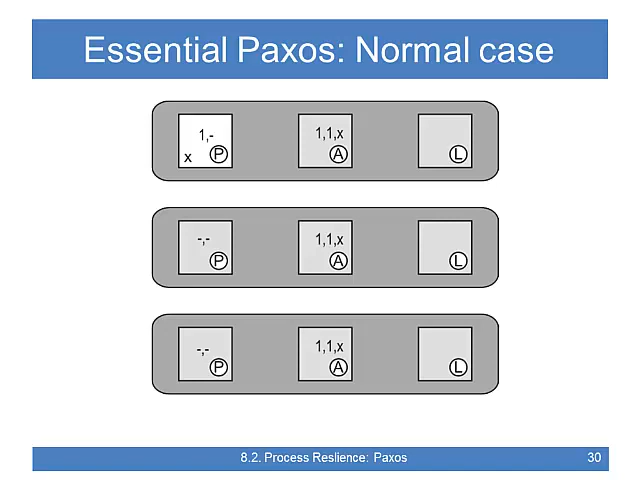 Essential Paxos: Normal case
1,-
x P
1,1,x
A
L
-,-
P
1,1,x
A
L
-,-
P
1,1,x
A
L
8.2. Process Reslience: Paxos
30